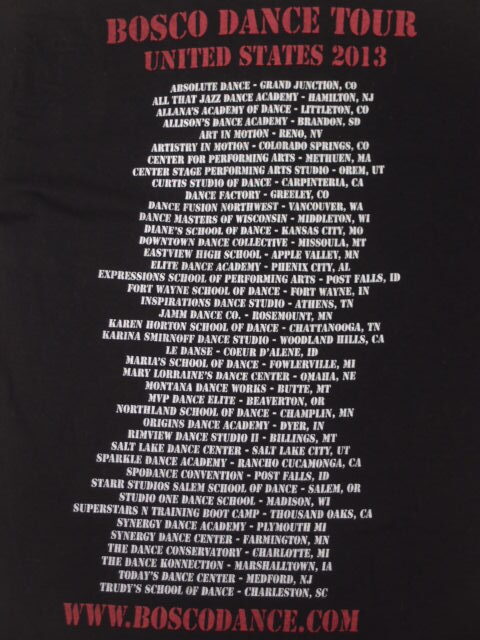 BOSCO DANCE TOUR
UNITED STATES 2013
ABSOLUTE DANCE - GRAND JUNCTION, CO
ALL THAT JAZZ DANCE ACADEMY - HAMILTON, NJ
ALLANA'S ACADEMY OF DANCE - LITTLETON, CO
ALLISON'S DANCE ACADEMY - BRANDON, SD
ART IN MOTION - RENO, NV
ARTISTRY IN MOTION - COLORADO SPRINGS, CO
CENTER FOR PERFORMING ARTS - METHUEN, MA
CENTER STAGE PERFORMING ARTS STUDIO - OREM, UT
CURTIS STUDIO OF DANCE - CARPINTERIA, CA
DANCE FACTORY - GREELEY, CO
DANCE FUSION NORTHWEST - VANCOUVER, WA
DANCE MASTERS OF WISCONSIN - MIDDLETON, WI
DIANE'S SCHOOL OF DANCE - KANSAS CITY, MO
DOWNTOWN DANCE COLLECTIVE - MISSOULA, MT
EASTVIEW HIGH SCHOOL - APPLE VALLEY, MN
ELITE DANCE ACADEMY - PHENIX CITY, AL
EXPRESSIONS SCHOOL OF PERFORMING ARTS - POST FALLS, ID
FORT WAYNE SCHOOL OF DANCE - FORT WAYNE, IN
INSPIRATIONS DANCE STUDIO - ATHENS, TN
JAMM DANCE CO. - ROSEMOUNT, MN
KAREN HORTON SCHOOL OF DANCE - CHATTANOOGA, TN
KARINA SMIRNOFF DANCE STUDIO - WOODLAND HILLS, CA
LE DANSE - COEUR D'ALENE, ID
MARIA'S SCHOOL OF DANCE - FOWLERVILLE, MI
MARY LORRAINE'S DANCE CENTER - OMAHA, NE
MONTANA DANCE WORKS - BUTTE, MT
MVP DANCE ELITE - BEAVERTON, OR
NORTHLAND SCHOOL OF DANCE - CHAMPLIN, MN
ORIGINS DANCE ACADEMY - DYER, IN
RIMVIEW DANCE STUDIO II - BILLINGS, MT
SALT LAKE DANCE CENTER - SALT LAKE CITY, UT
SPARKLE DANCE ACADEMY - RANCHO CUCAMONGA, CA
SPODANCE CONVENTION - POST FALLS, ID
STARR STUDIOS SALEM SCHOOL OF DANCE - SALEM, OR
STUDIO ONE DANCE SCHOOL - MADISON, WI
SUPERSTARS N TRAINING BOOT CAMP - THOUSAND OAKS, CA
SYNERGY DANCE ACADEMY - PLYMOUTH MI
SYNERGY DANCE CENTER - FARMINGTON, MN
THE DANCE CONSERVATORY - CHARLOTTE, MI
THE DANCE KONNECTION - MARSHALLTOWN, IA
TODAY'S DANCE CENTER - MEDFORD, NJ
TRUDY'S SCHOOL OF DANCE - CHARLESTON, SC
WWW.BOSCODANCE.COM